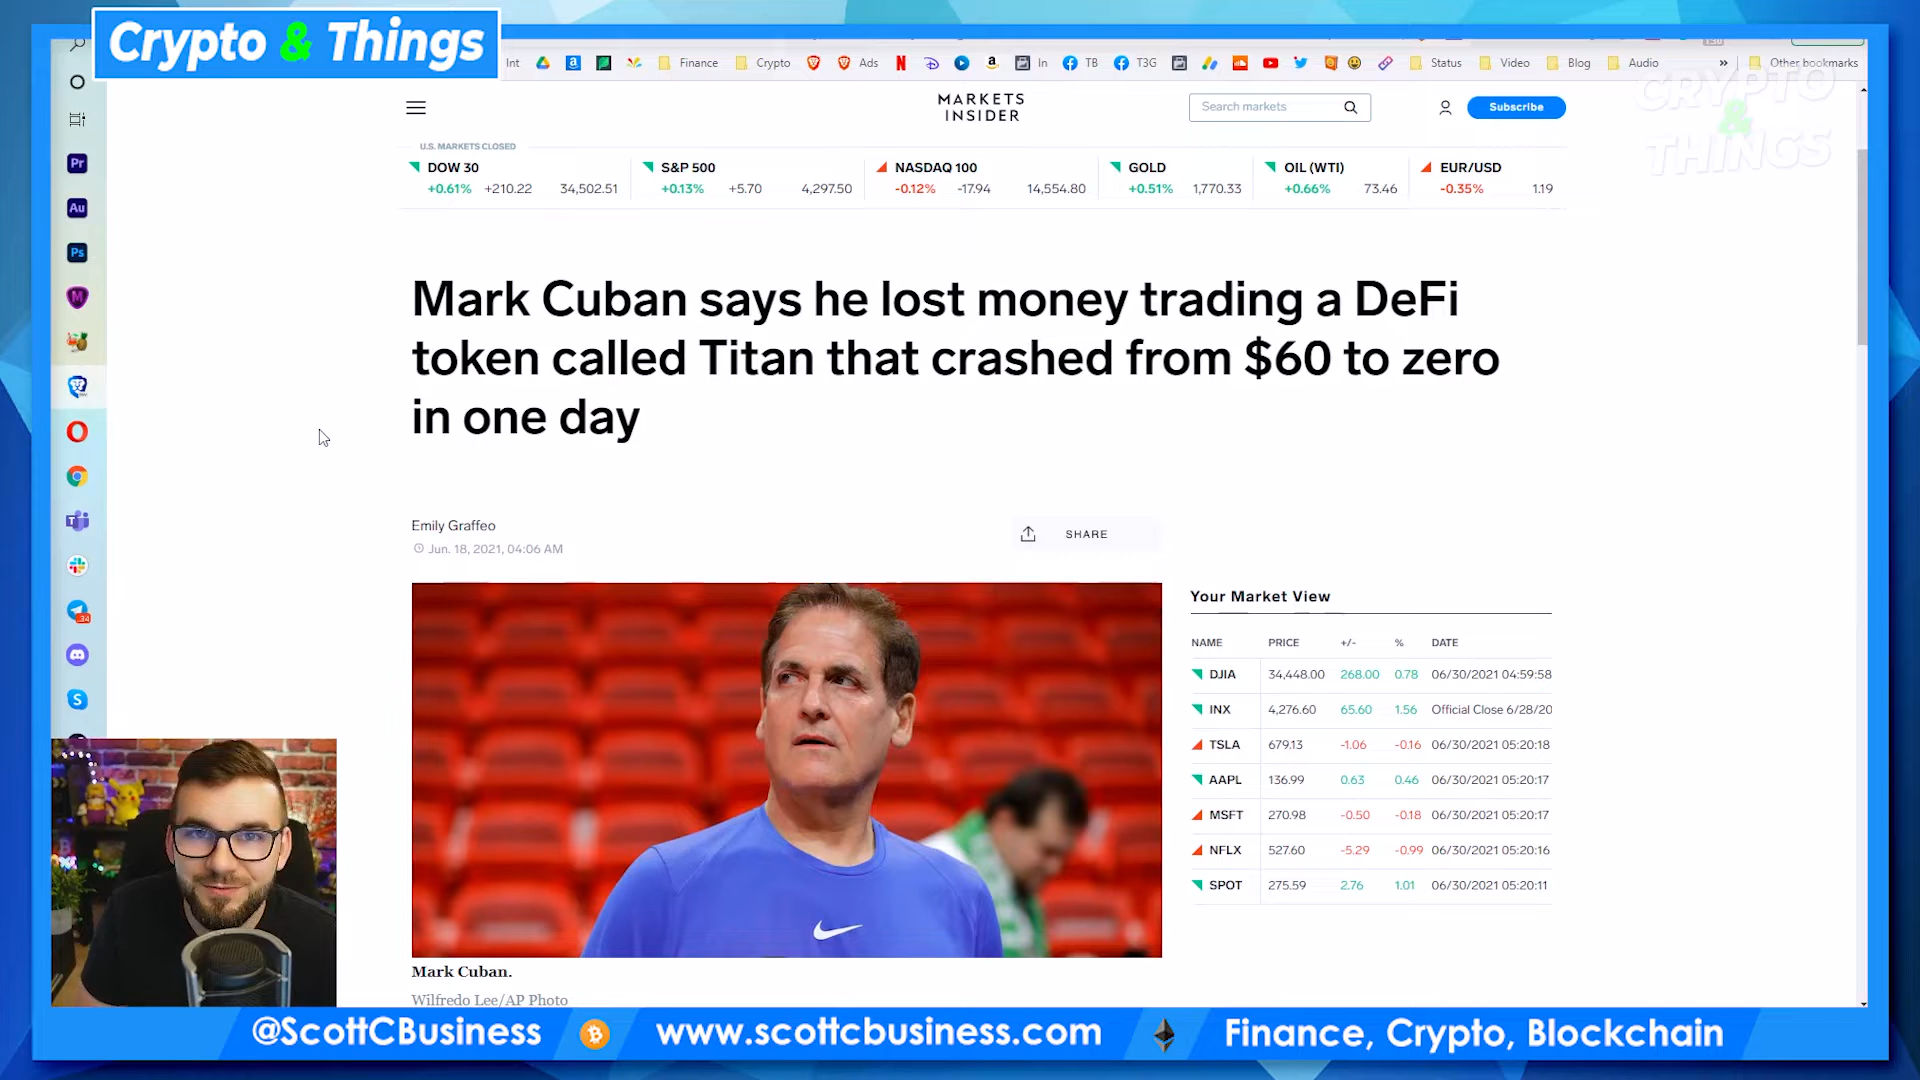 Crypto & Things
Int
Finance
Crypto
Ads
In
TB
T3G
Status
Video
Blog
Audio
»
Other bookmarks
CRYPTO
&
THINGS
MARKETS
INSIDER
Search markets
Subscribe
U.S. MARKETS CLOSED
DOW 30
+0.61% +210.22 34,502.51
S&P 500
+0.13% +5.70 4,297.50
NASDAQ 100
-0.12% -17.94 14,554.80
GOLD
+0.51% 1,770.33
OIL (WTI)
+0.66% 73.46
EUR/USD
-0.35% 1.19
Pr
Au
Ps
M
Mark Cuban says he lost money trading a DeFi
token called Titan that crashed from $60 to zero
in one day
Emily Graffeo
Jun. 18, 2021, 04:06 AM
SHARE
Your Market View
NAME PRICE +/- % DATE
DJIA 34,448.00 268.00 0.78 06/30/2021 04:59:58
INX 4,276.60 65.60 1.56 Official Close 6/28/20
TSLA 679.13 -1.06 -0.16 06/30/2021 05:20:18
AAPL 136.99 0.63 0.46 06/30/2021 05:20:17
MSFT 270.98 -0.50 -0.18 06/30/2021 05:20:17
NFLX 527.60 -5.29 -0.99 06/30/2021 05:20:16
SPOT 275.59 2.76 1.01 06/30/2021 05:20:11
Mark Cuban.
Wilfredo Lee/AP Photo
@ScottCBusiness
www.scottcbusiness.com
Finance, Crypto, Blockchain